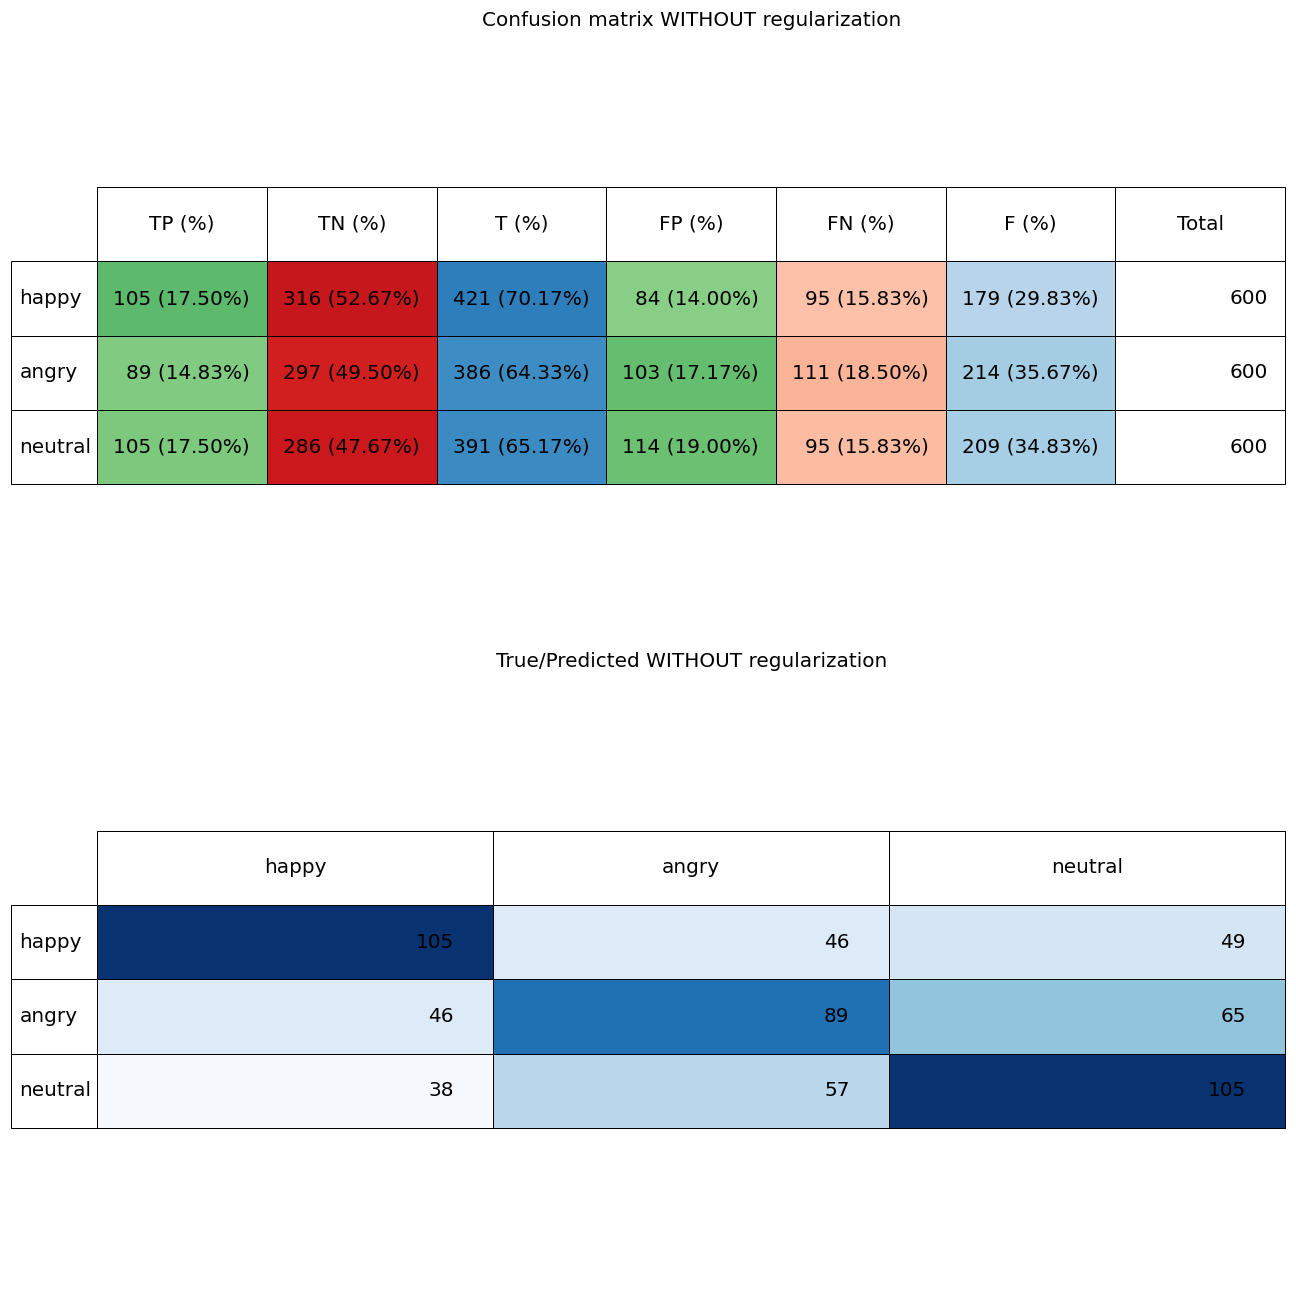 Confusion matrix WITHOUT regularization
TP (%) TN (%) T (%) FP (%) FN (%) F (%) Total
happy 105 (17.50%) 316 (52.67%) 421 (70.17%) 84 (14.00%) 95 (15.83%) 179 (29.83%) 600
angry 89 (14.83%) 297 (49.50%) 386 (64.33%) 103 (17.17%) 111 (18.50%) 214 (35.67%) 600
neutral 105 (17.50%) 286 (47.67%) 391 (65.17%) 114 (19.00%) 95 (15.83%) 209 (34.83%) 600
True/Predicted WITHOUT regularization
happy angry neutral
happy 105 46 49
angry 46 89 65
neutral 38 57 105